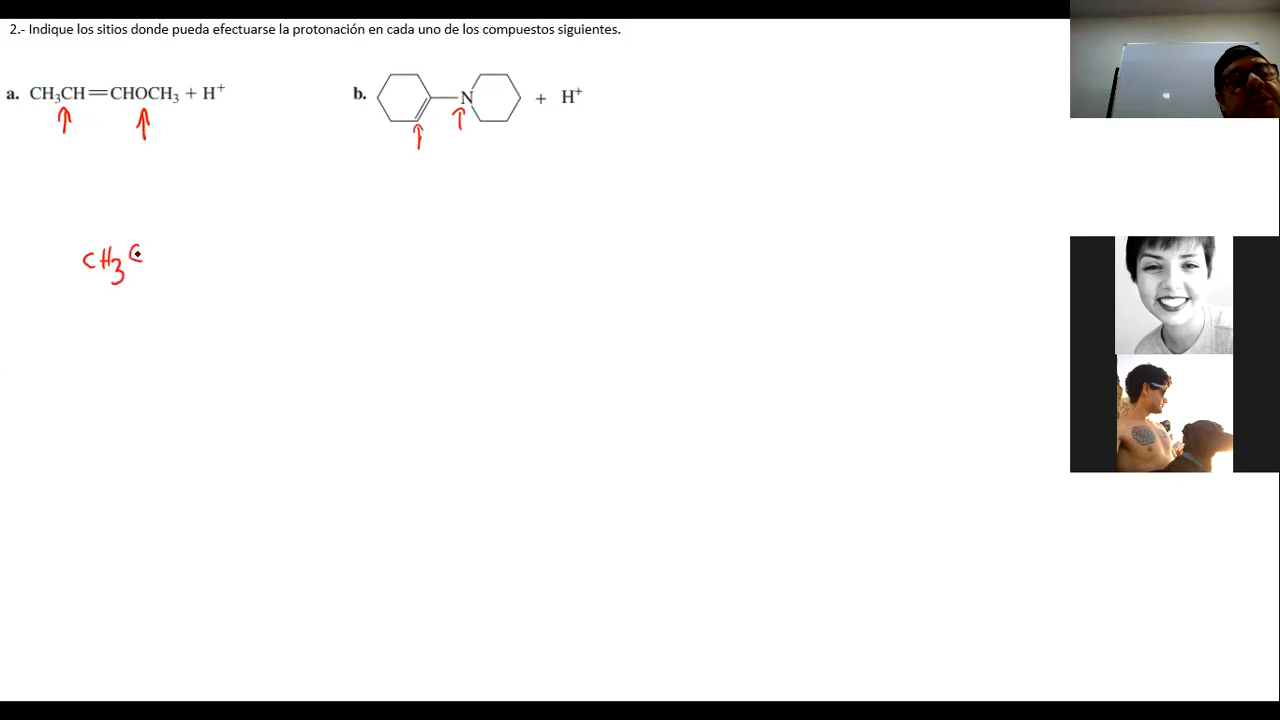 2.- Indique los sitios donde pueda efectuarse la protonación en cada uno de los compuestos siguientes.
a. CH₃CH=CHOCH₃ + H⁺
b. N + H⁺
CH₃ C